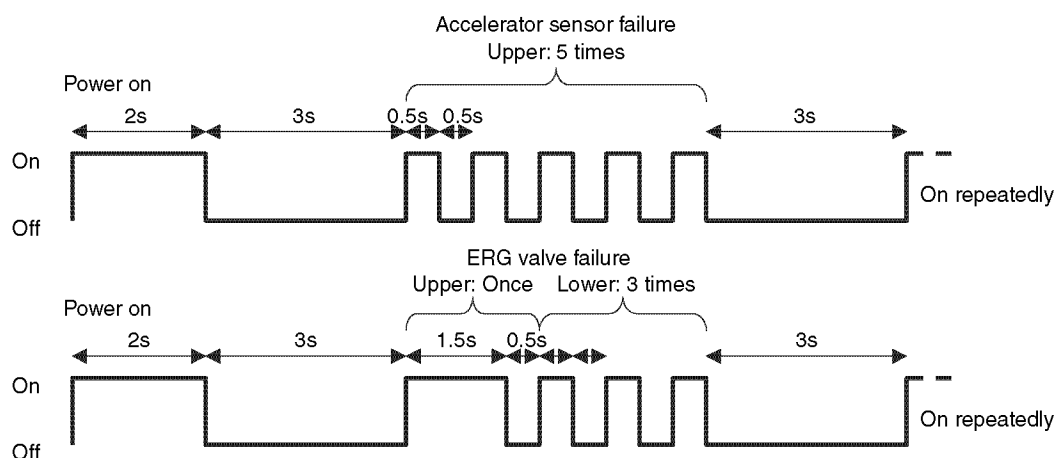 Accelerator sensor failure
Upper: 5 times
Power on
2s 3s 0.5s 0.5s 3s
On
Off
On repeatedly
ERG valve failure
Upper: Once Lower: 3 times
Power on
2s 3s 1.5s 0.5s 3s
On
Off
On repeatedly